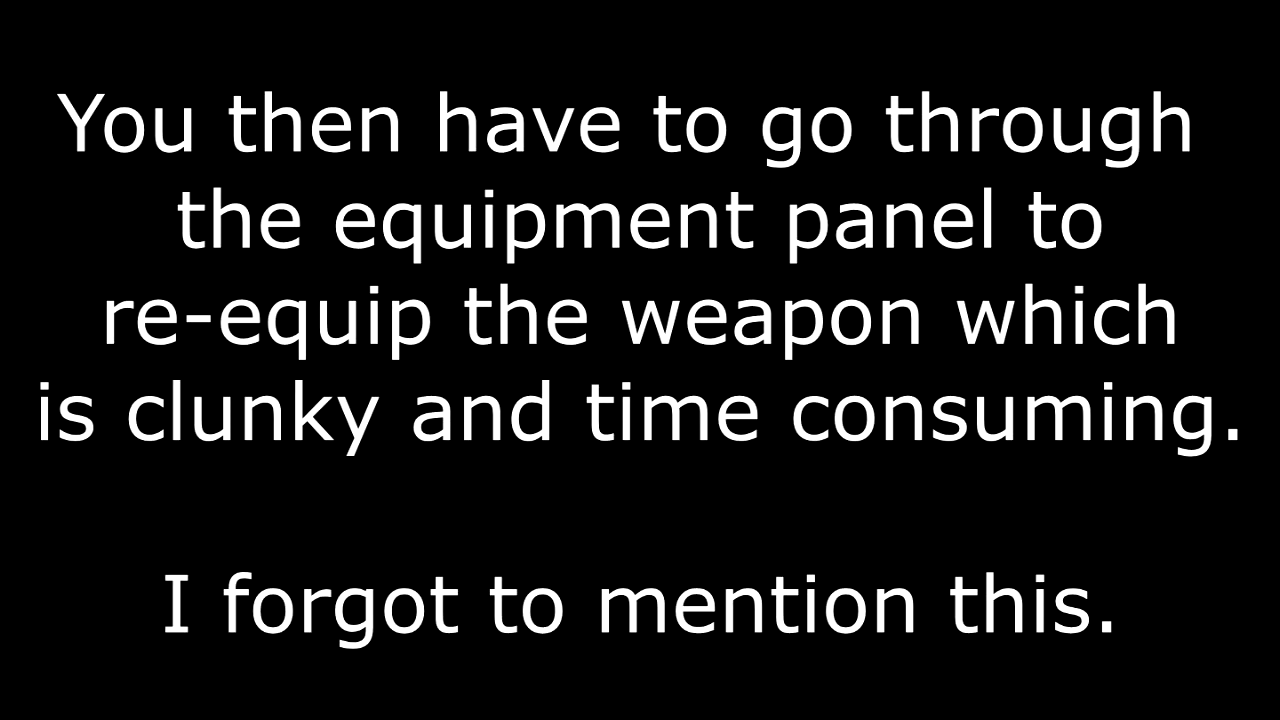 You then have to go through
the equipment panel to
re-equip the weapon which
is clunky and time consuming.
I forgot to mention this.